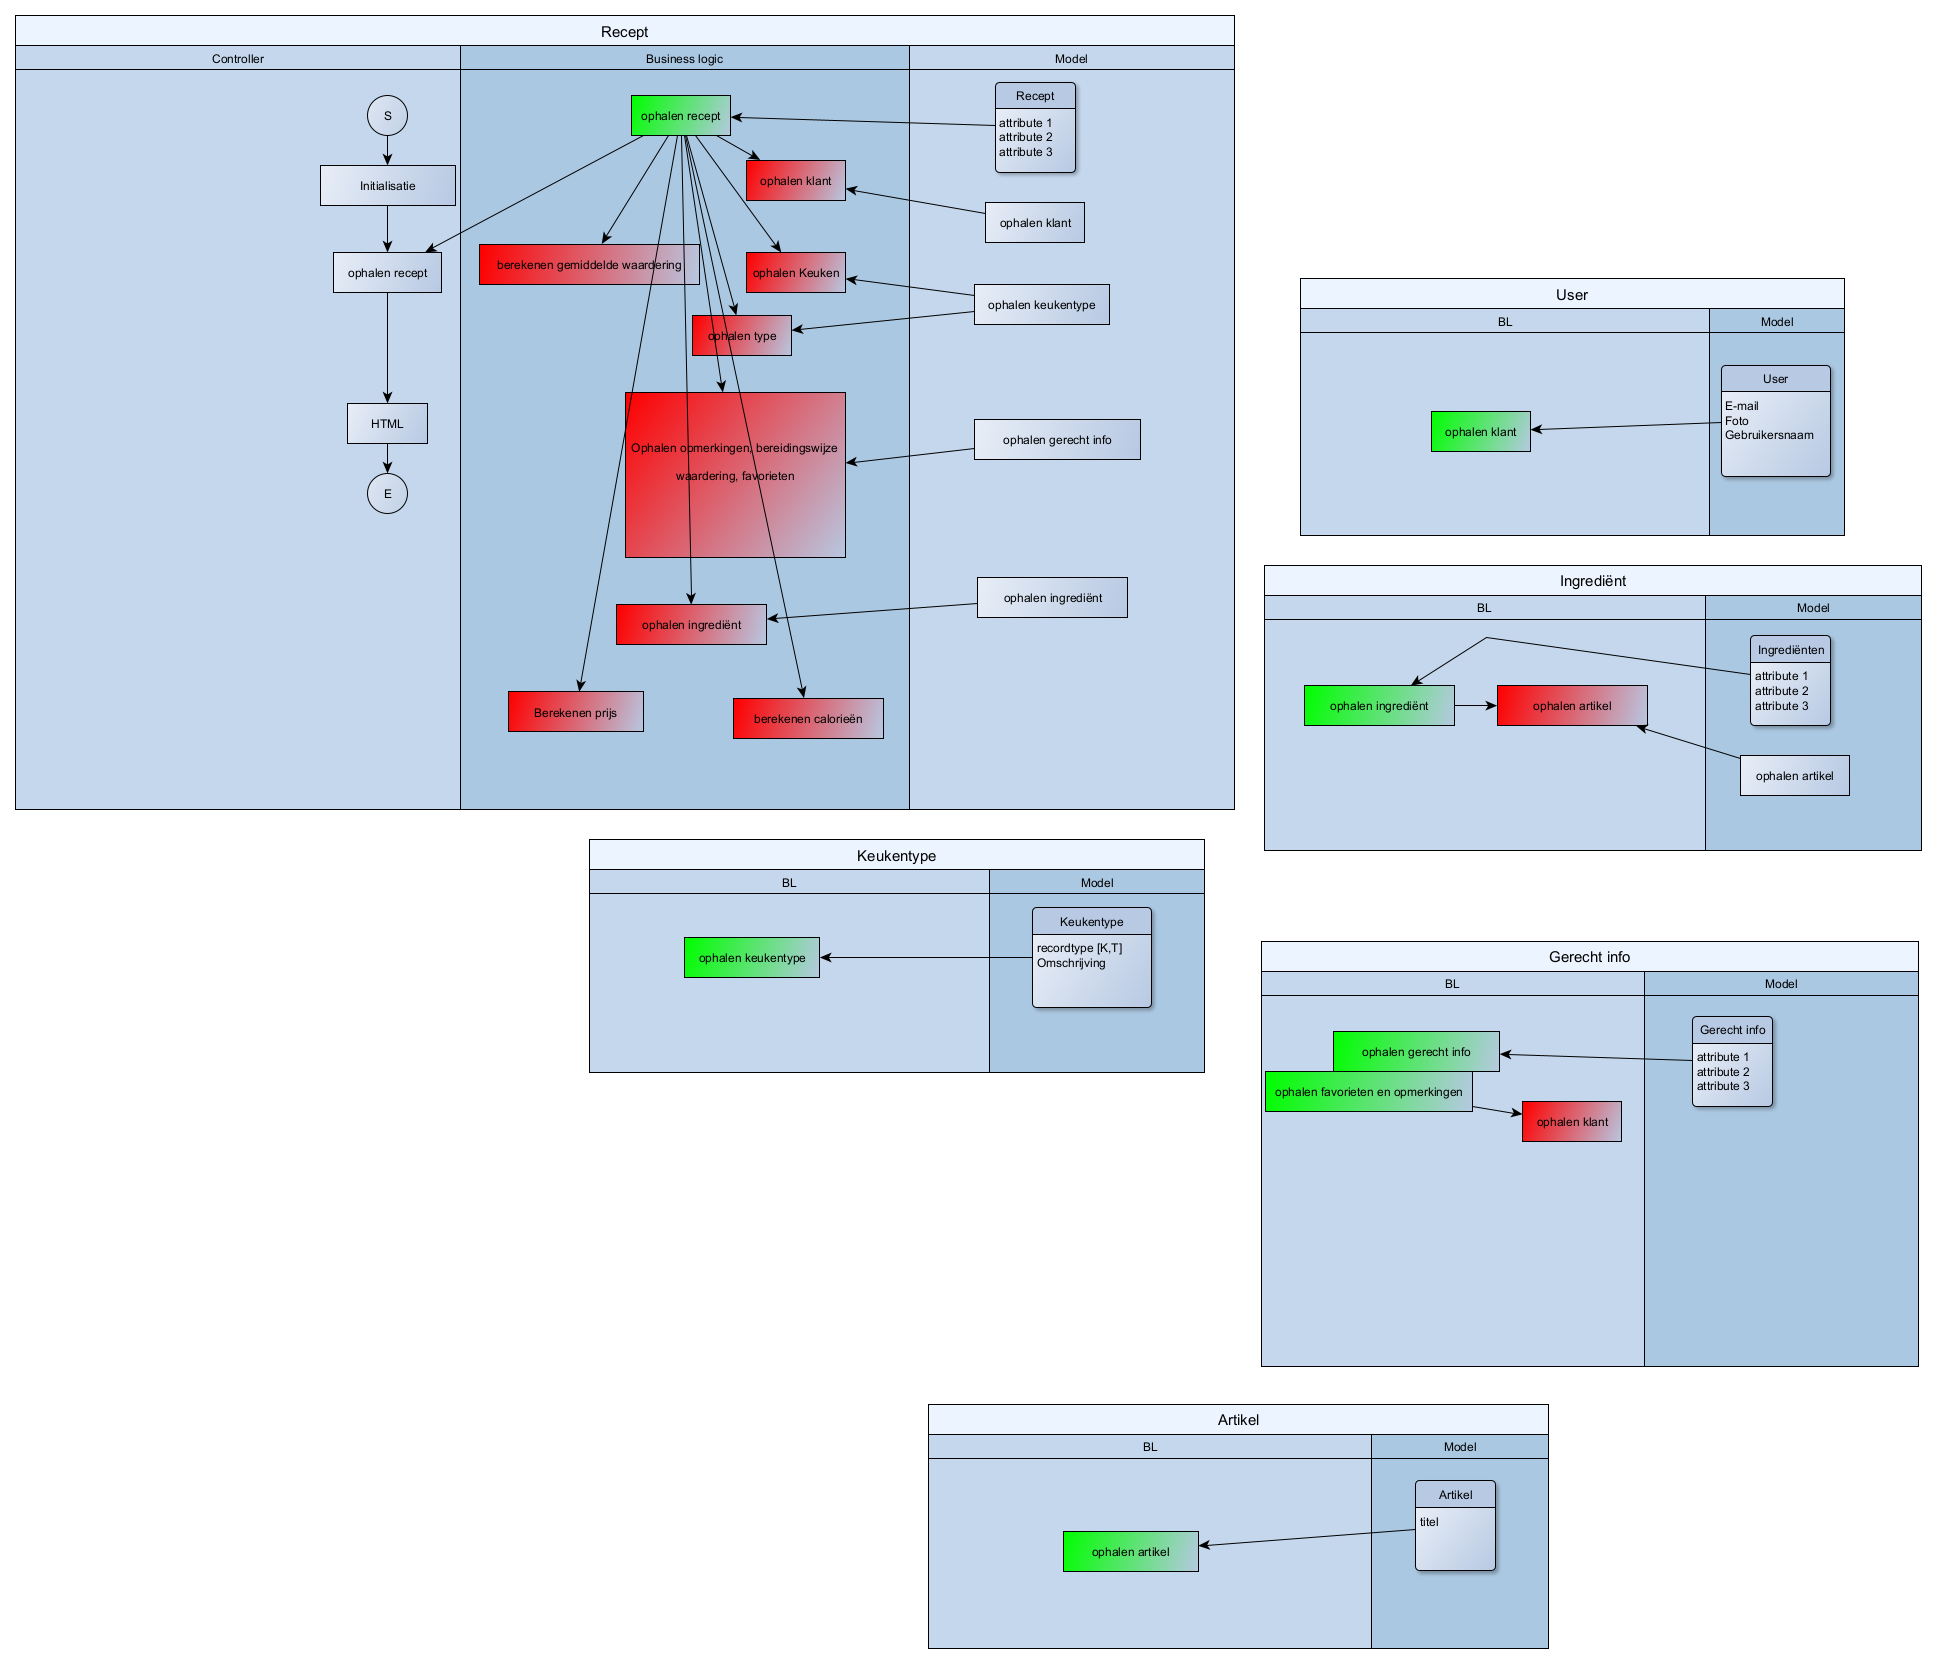 Recept
Controller
Business logic
Model
S
Initialisatie
ophalen recept
HTML
E
ophalen recept
ophalen klant
berekenen gemiddelde waardering
ophalen Keuken
ophalen type
Ophalen opmerkingen, bereidingswijze
waardering, favorieten
ophalen ingrediënt
Berekenen prijs
berekenen calorieën
Recept
attribute 1
attribute 2
attribute 3
ophalen klant
ophalen keukentype
ophalen gerecht info
ophalen ingrediënt
User
BL
Model
ophalen klant
User
E-mail
Foto
Gebruikersnaam
Ingrediënt
BL
Model
ophalen ingrediënt
ophalen artikel
Ingrediënten
attribute 1
attribute 2
attribute 3
ophalen artikel
Keukentype
BL
Model
ophalen keukentype
Keukentype
recordtype [K,T]
Omschrijving
Gerecht info
BL
Model
ophalen gerecht info
ophalen favorieten en opmerkingen
ophalen klant
Gerecht info
attribute 1
attribute 2
attribute 3
Artikel
BL
Model
ophalen artikel
Artikel
titel